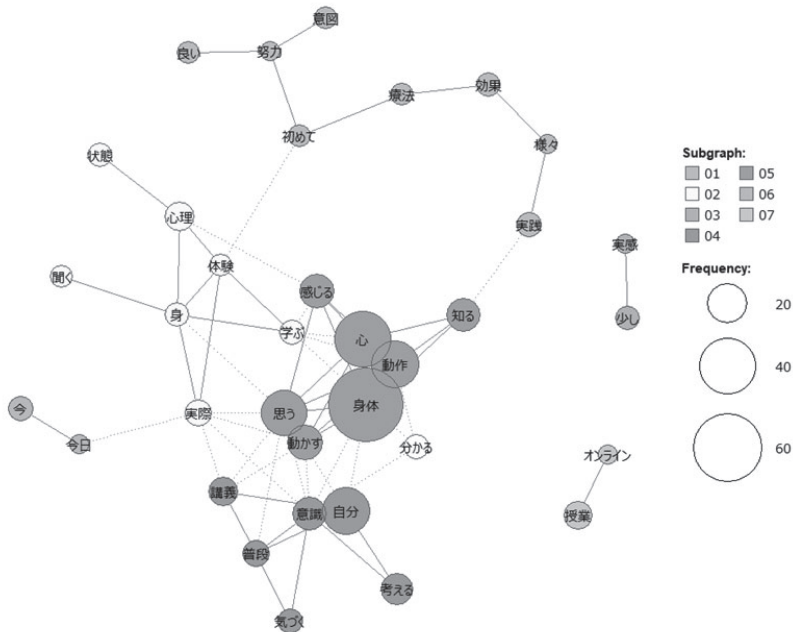 意図
良い
努力
療法
効果
初めて
様々
状態
心理
実践
体験
実感
聞く
感じる
身
学ぶ
知る
少し
心
動作
身体
今
実際
思う
今日
動かす
分かる
オンライン
講義
意識
自分
授業
普段
考える
気づく
Subgraph:
01 05
02 06
03 07
04
Frequency:
20
40
60